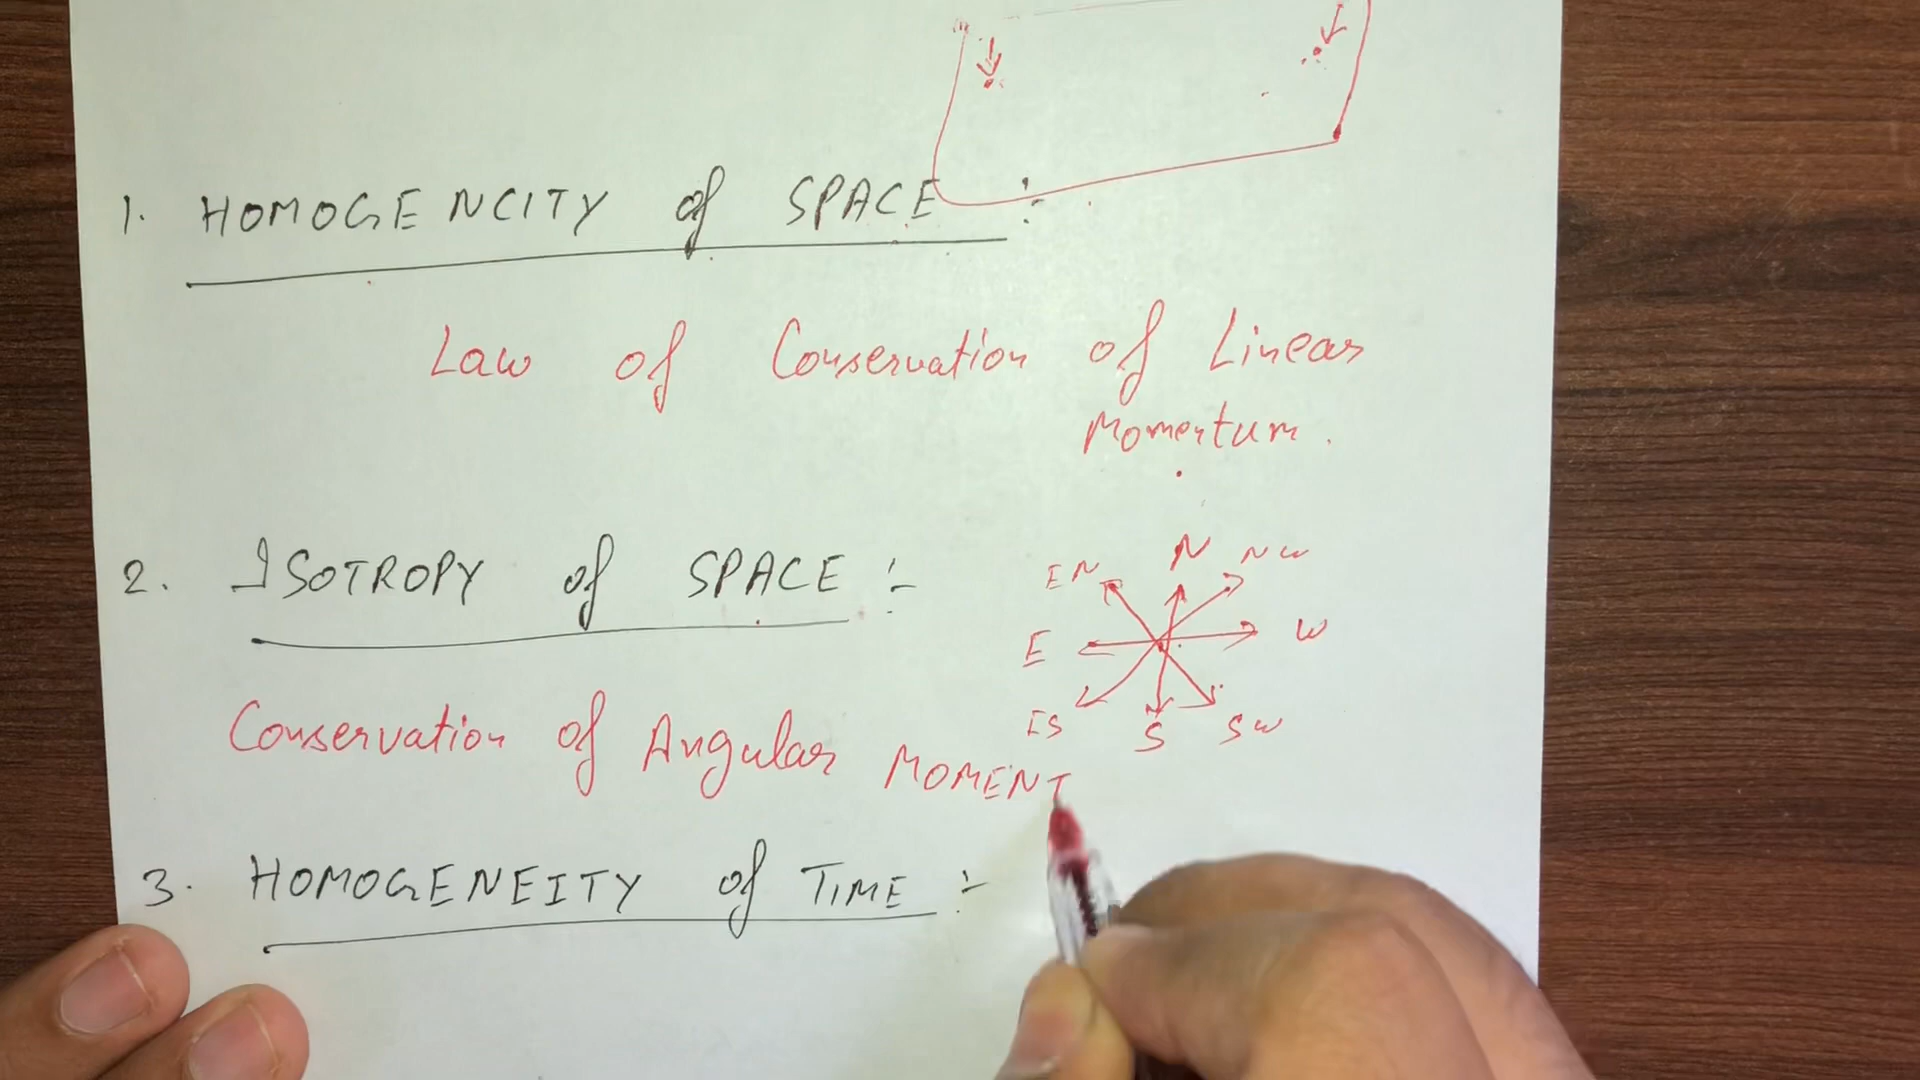 1. HOMOGENCITY of SPACE :-
Law of Conservation of Linear
Momentum.
2. ISOTROPY of SPACE :-
EN N NW
E W
ES S SW
Conservation of Angular MOMENT
3. HOMOGENEITY of TIME :-